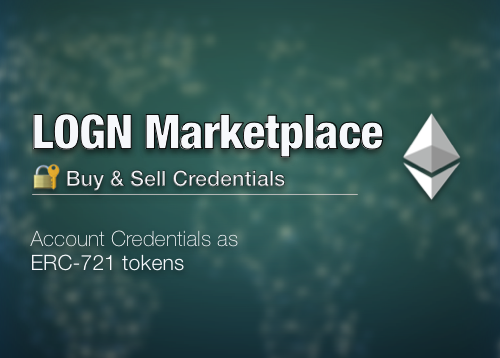 LOGN Marketplace
Buy & Sell Credentials
Account Credentials as
ERC-721 tokens